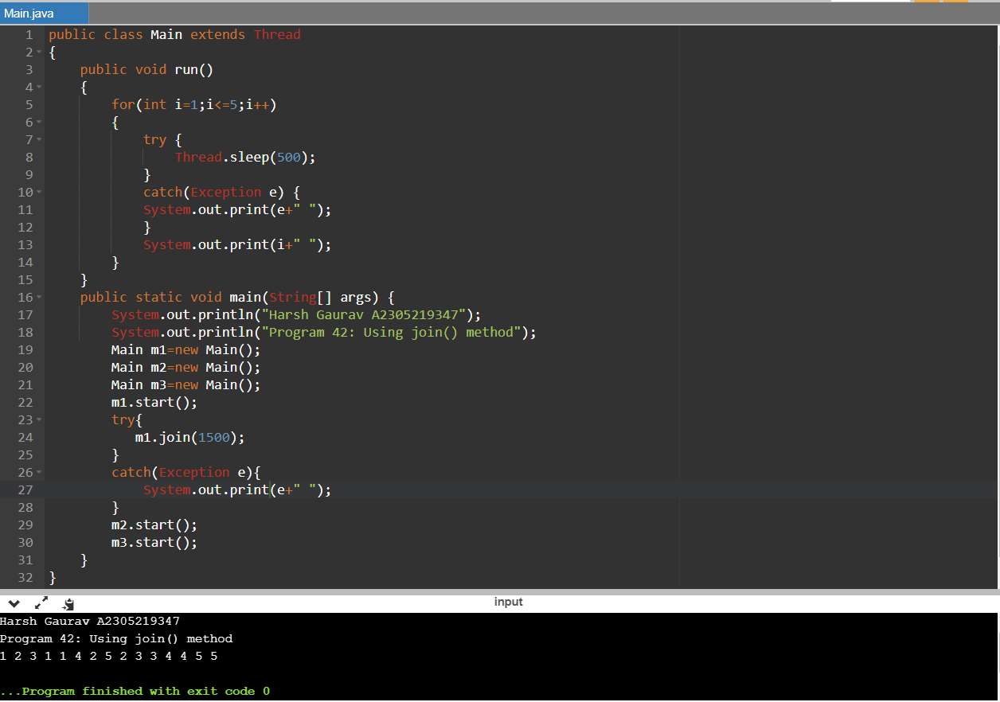 Main.java
1 public class Main extends Thread
2 {
3     public void run()
4     {
5         for(int i=1;i<=5;i++)
6         {
7             try {
8                 Thread.sleep(500);
9             }
10             catch(Exception e) {
11             System.out.print(e+" ");
12             }
13             System.out.print(i+" ");
14         }
15     }
16     public static void main(String[] args) {
17         System.out.println("Harsh Gaurav A2305219347");
18         System.out.println("Program 42: Using join() method");
19         Main m1=new Main();
20         Main m2=new Main();
21         Main m3=new Main();
22         m1.start();
23         try{
24            m1.join(1500);
25         }
26         catch(Exception e){
27             System.out.print(e+" ");
28         }
29         m2.start();
30         m3.start();
31     }
32 }
input
Harsh Gaurav A2305219347
Program 42: Using join() method
1 2 3 1 1 4 2 5 2 3 3 4 4 5 5
...Program finished with exit code 0